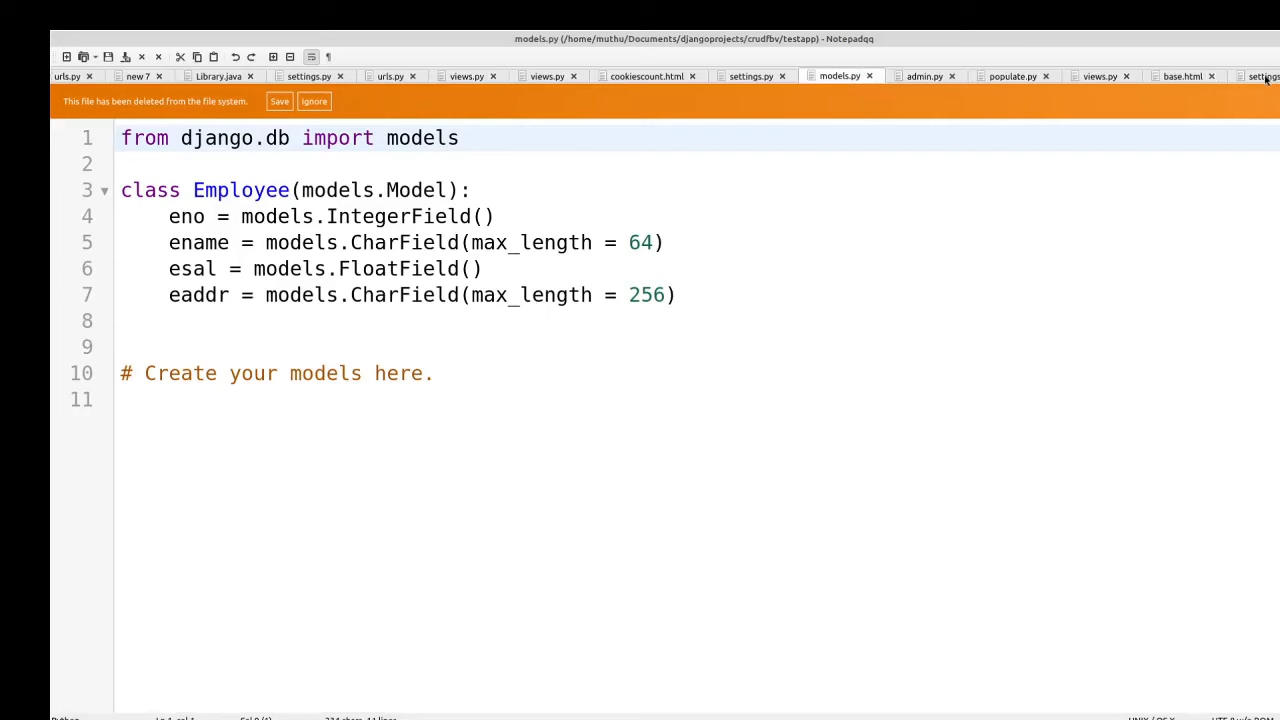 models.py (/home/muthu/Documents/djangoprojects/crudfbv/testapp) - Notepadqq
urls.py new 7 Library.java settings.py urls.py views.py views.py cookiescount.html settings.py models.py admin.py populate.py views.py base.html settings
This file has been deleted from the file system. Save Ignore
1 from django.db import models
2
3 class Employee(models.Model):
4 eno = models.IntegerField()
5 ename = models.CharField(max_length = 64)
6 esal = models.FloatField()
7 eaddr = models.CharField(max_length = 256)
8
9
10 # Create your models here.
11